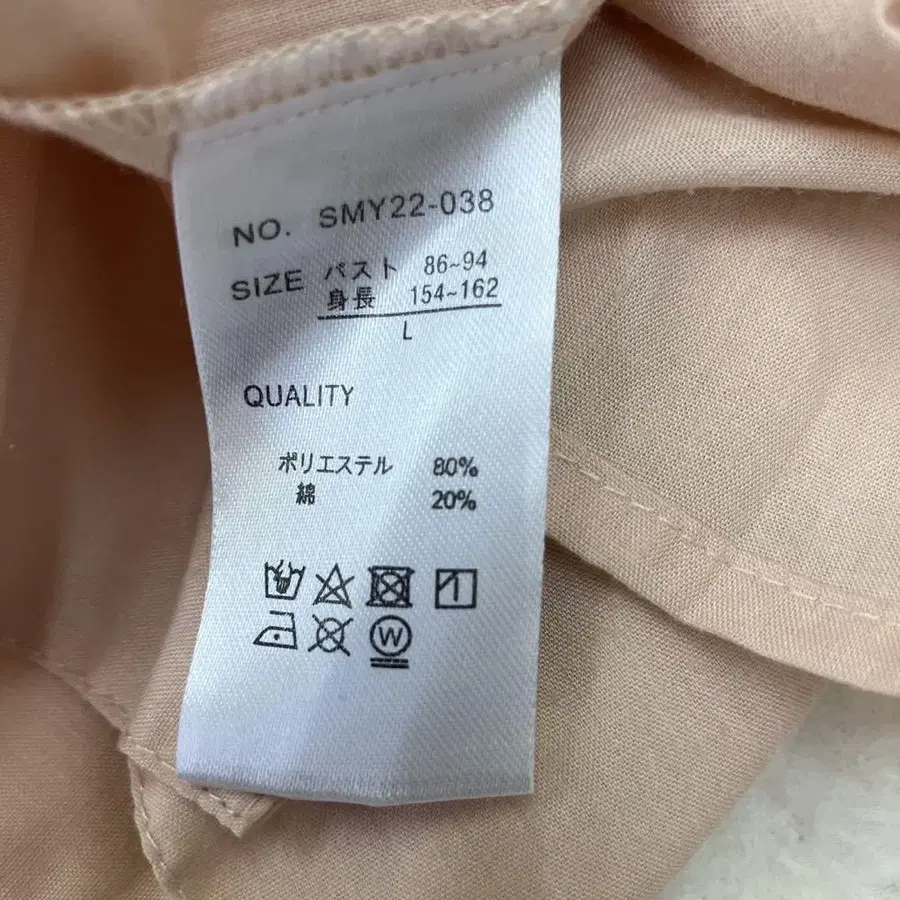 NO. SMY22-038
SIZE バスト 86~94
身長 154~162
L
QUALITY
ポリエステル 80%
綿 20%
W